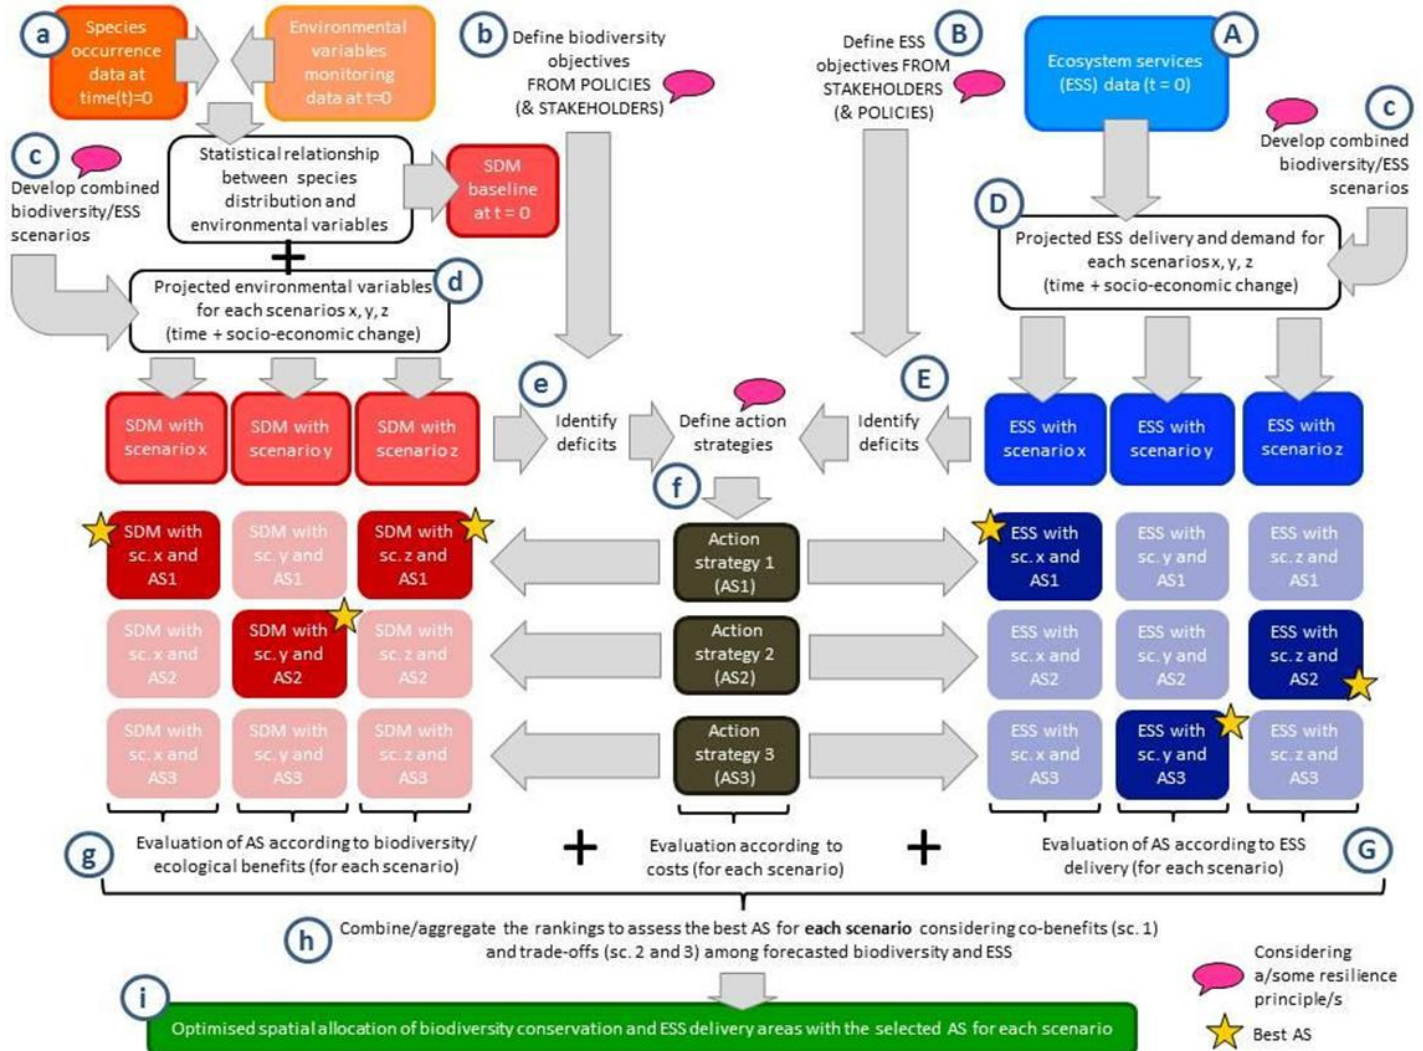 a
Species
occurrence
data at
time(t)=0
Environmental
variables
monitoring
data at t=0
b
Define biodiversity
objectives
FROM POLICIES
(& STAKEHOLDERS)
B
Define ESS
objectives FROM
STAKEHOLDERS
(& POLICIES)
A
Ecosystem services
(ESS) data (t = 0)
c
Develop combined
biodiversity/ESS
scenarios
Statistical relationship
between species
distribution and
environmental variables
SDM
baseline
at t = 0
c
Develop combined
biodiversity/ESS
scenarios
+
d
Projected environmental variables
for each scenarios x, y, z
(time + socio-economic change)
D
Projected ESS delivery and demand for
each scenarios x, y, z
(time + socio-economic change)
SDM with
scenario x
SDM with
scenario y
SDM with
scenario z
e
Identify
deficits
Define action
strategies
E
Identify
deficits
ESS with
scenario x
ESS with
scenario y
ESS with
scenario z
f
SDM with
sc. x and
AS1
SDM with
sc. y and
AS1
SDM with
sc. z and
AS1
Action
strategy 1
(AS1)
ESS with
sc. x and
AS1
ESS with
sc. y and
AS1
ESS with
sc. z and
AS1
SDM with
sc. x and
AS2
SDM with
sc. y and
AS2
SDM with
sc. z and
AS2
Action
strategy 2
(AS2)
ESS with
sc. x and
AS2
ESS with
sc. y and
AS2
ESS with
sc. z and
AS2
SDM with
sc. x and
AS3
SDM with
sc. y and
AS3
SDM with
sc. z and
AS3
Action
strategy 3
(AS3)
ESS with
sc. x and
AS3
ESS with
sc. y and
AS3
ESS with
sc. z and
AS3
g
Evaluation of AS according to biodiversity/
ecological benefits (for each scenario)
+
Evaluation according to
costs (for each scenario)
+
Evaluation of AS according to ESS
delivery (for each scenario)
G
h
Combine/aggregate the rankings to assess the best AS for each scenario considering co-benefits (sc. 1)
and trade-offs (sc. 2 and 3) among forecasted biodiversity and ESS
i
Optimised spatial allocation of biodiversity conservation and ESS delivery areas with the selected AS for each scenario
Considering
a/some resilience
principle/s
Best AS